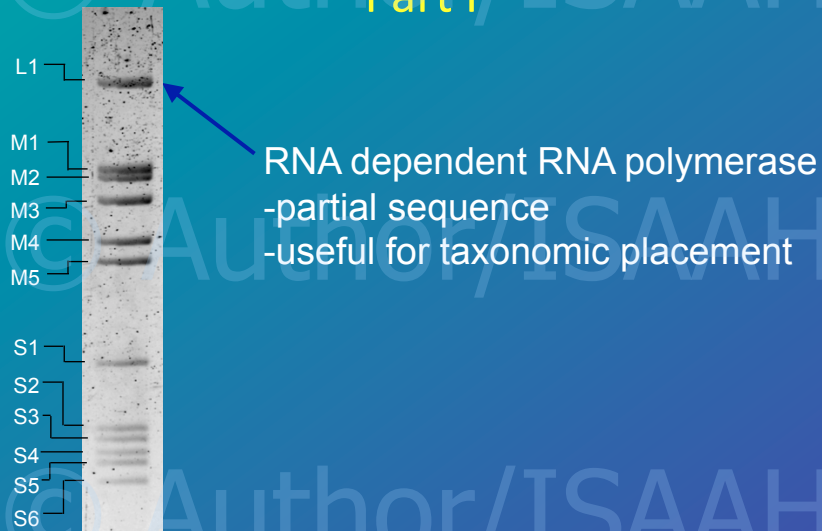 Part I
L1
M1
M2
M3
M4
M5
S1
S2
S3
S4
S5
S6
RNA dependent RNA polymerase
-partial sequence
-useful for taxonomic placement
© Author/ISAAH
© Author/ISAAH
© Author/ISAAH